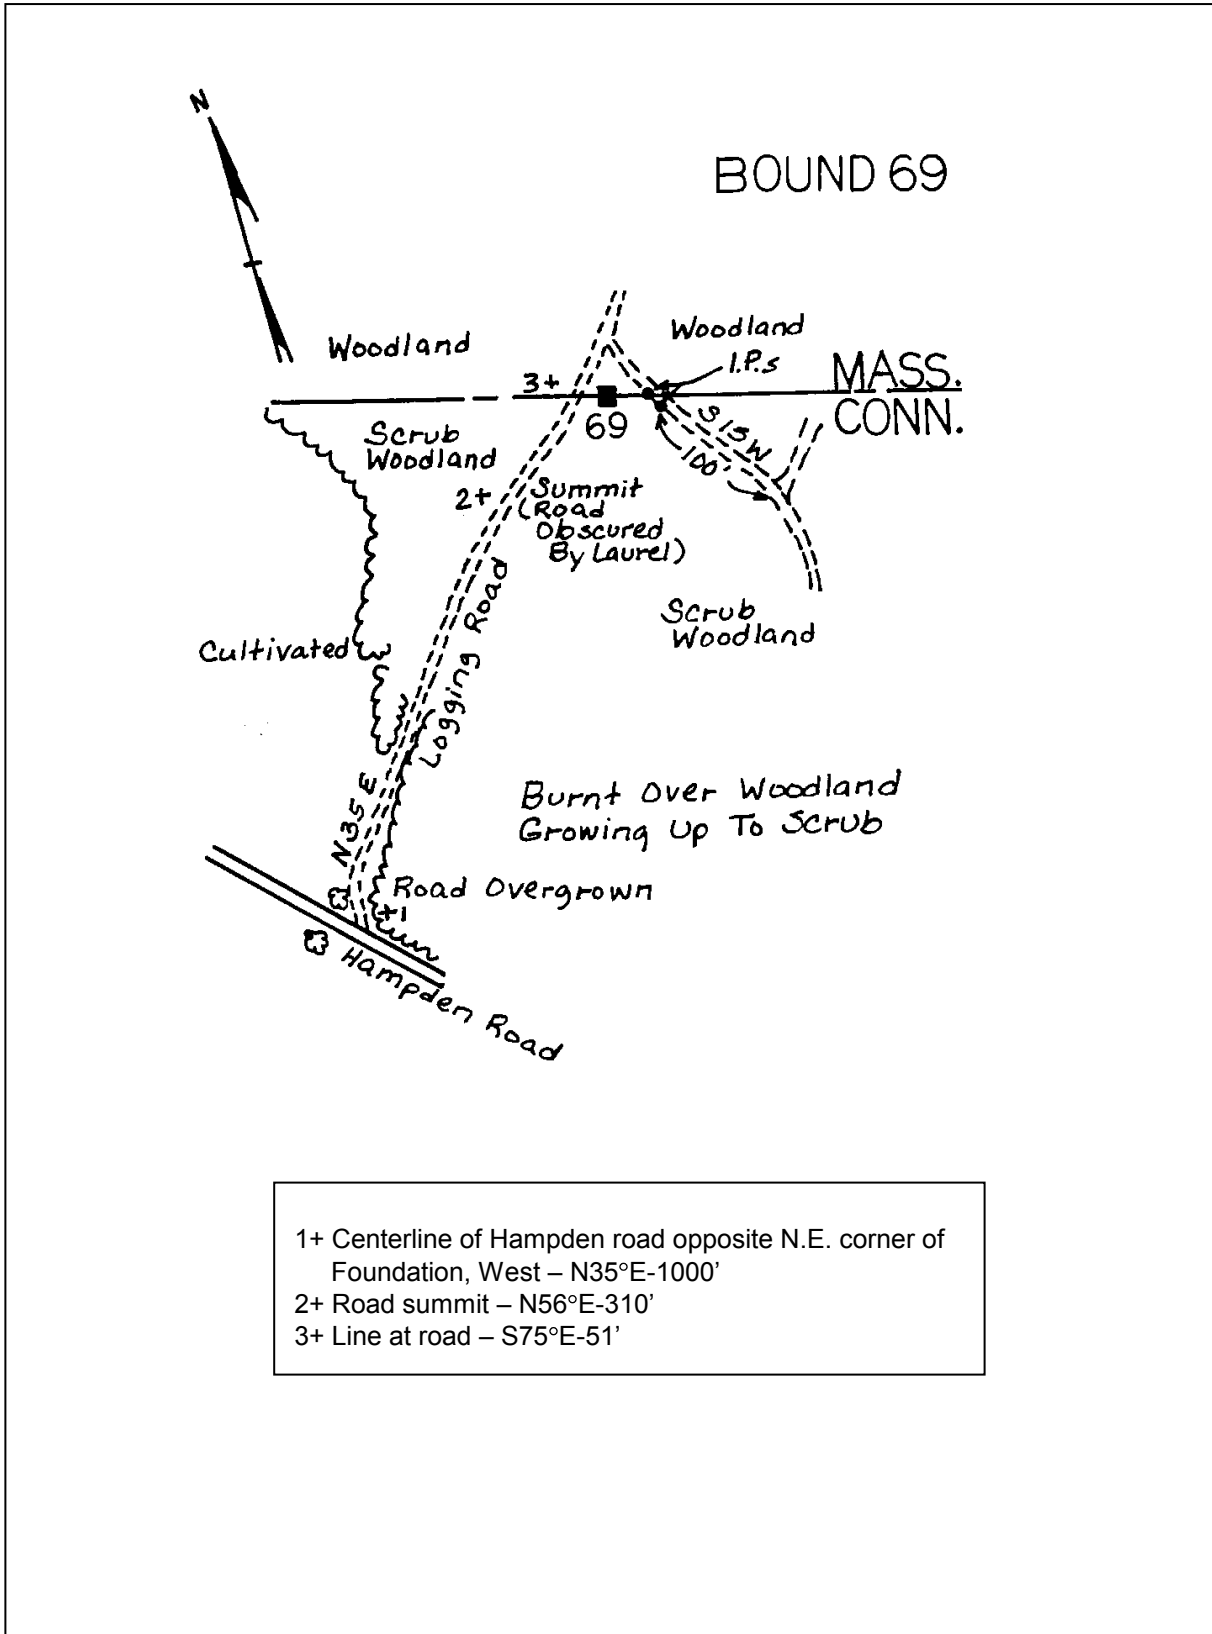 N
BOUND 69
Woodland
Woodland
I.P.s
3+
MASS.
CONN.
69
Scrub
Woodland
S15W
100'
2+
Summit
(Road
Obscured
By Laurel)
Logging Road
Scrub
Woodland
Cultivated
N35E
Burnt Over Woodland
Growing Up To Scrub
Road Overgrown
+1
Hampden Road
1+ Centerline of Hampden road opposite N.E. corner of
Foundation, West – N35°E-1000’
2+ Road summit – N56°E-310’
3+ Line at road – S75°E-51’